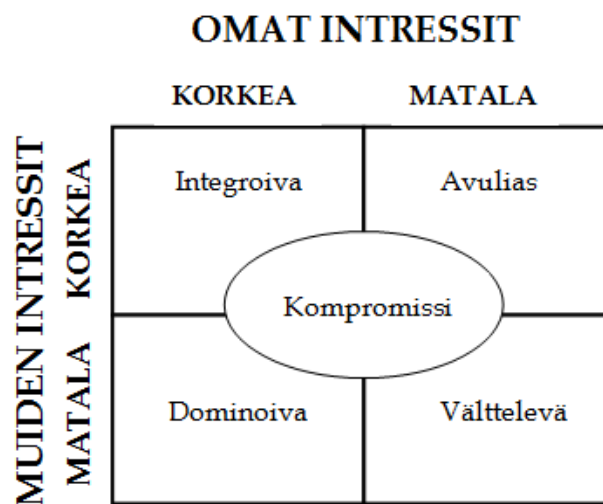 OMAT INTRESSIT
KORKEA MATALA
MUIDEN INTRESSIT
KORKEA
Integroiva Avulias
Kompromissi
MATALA
Dominoiva Välttelevä